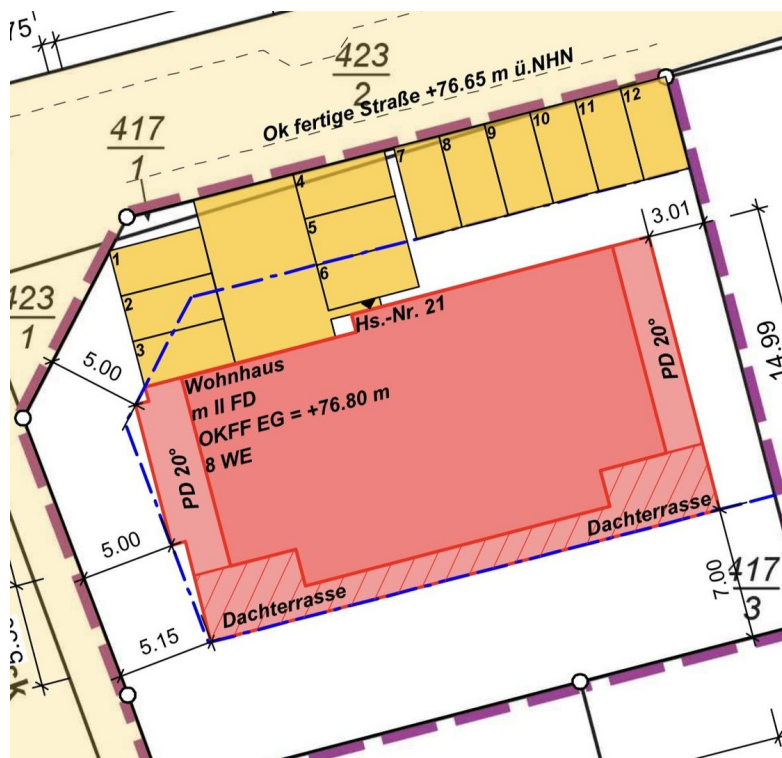 75
423
2
Ok fertige Straße +76.65 m ü.NHN
417
1
12
11
10
9
8
7
4
5
6
1
2
3
3.01
423
1
5.00
14.99
Hs.-Nr. 21
Wohnhaus
m II FD
OKFF EG = +76.80 m
8 WE
PD 20°
PD 20°
Dachterrasse
5.00
7.00
417
3
Dachterrasse
5.15